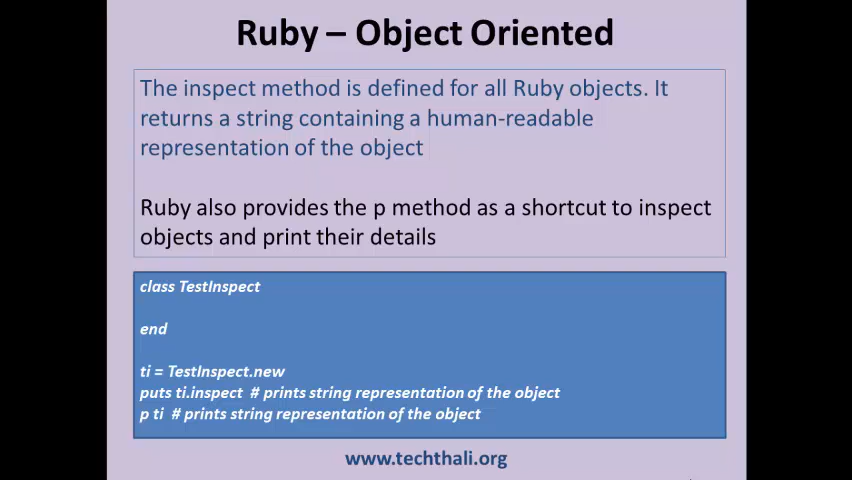 Ruby – Object Oriented
The inspect method is defined for all Ruby objects. It
returns a string containing a human-readable
representation of the object
Ruby also provides the p method as a shortcut to inspect
objects and print their details
class TestInspect
end
ti = TestInspect.new
puts ti.inspect # prints string representation of the object
p ti # prints string representation of the object
www.techthali.org